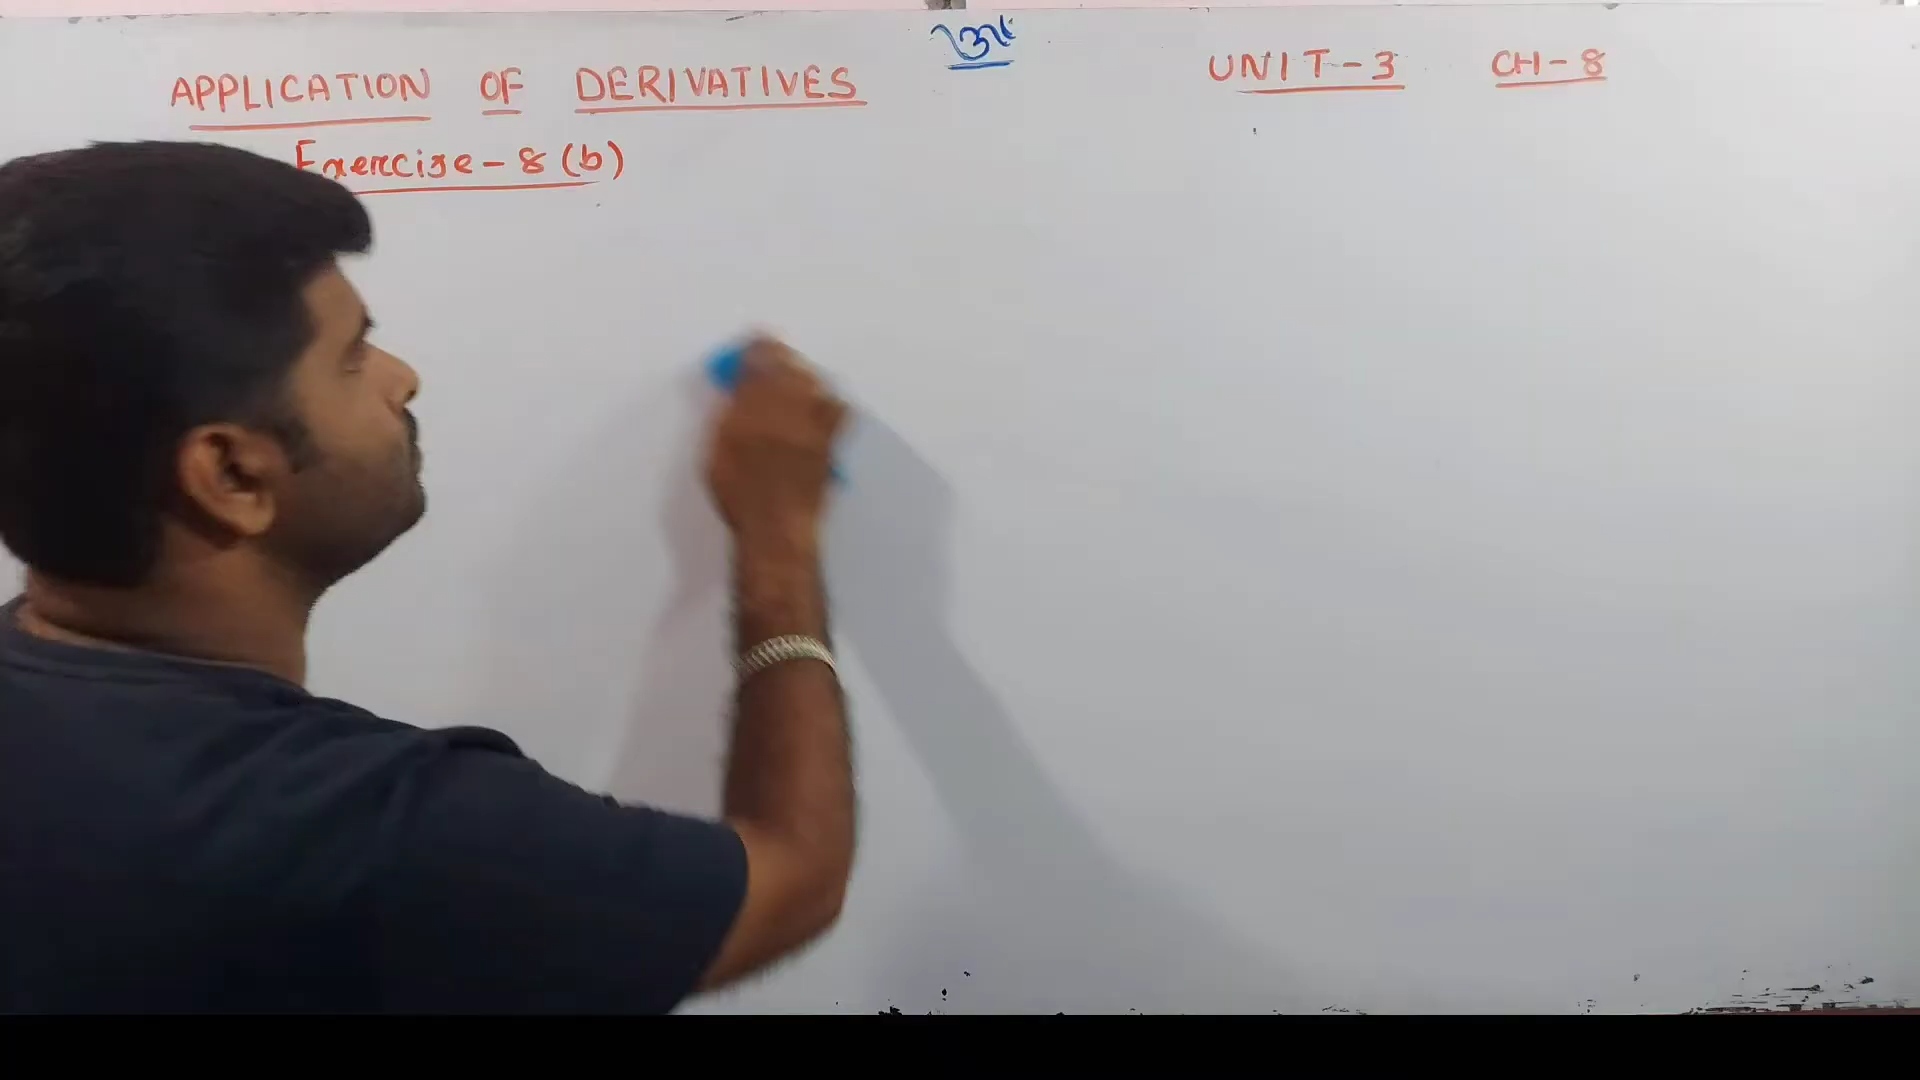 APPLICATION OF DERIVATIVES
UNIT-3 CH-8
Exercise-8(b)